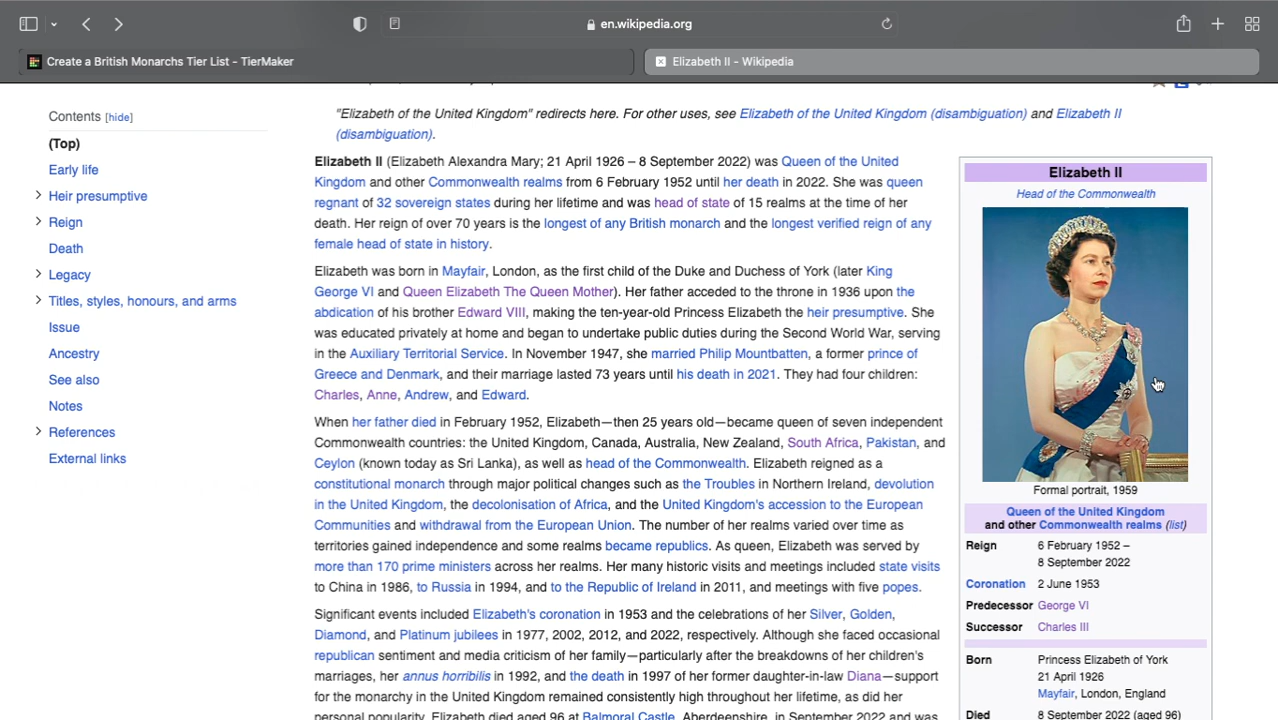 en.wikipedia.org
Create a British Monarchs Tier List - TierMaker
Elizabeth II - Wikipedia
"Elizabeth of the United Kingdom" redirects here. For other uses, see Elizabeth of the United Kingdom (disambiguation) and Elizabeth II
(disambiguation).
Contents [hide]
(Top)
Early life
Heir presumptive
Reign
Death
Legacy
Titles, styles, honours, and arms
Issue
Ancestry
See also
Notes
References
External links
Elizabeth II (Elizabeth Alexandra Mary; 21 April 1926 – 8 September 2022) was Queen of the United
Kingdom and other Commonwealth realms from 6 February 1952 until her death in 2022. She was queen
regnant of 32 sovereign states during her lifetime and was head of state of 15 realms at the time of her
death. Her reign of over 70 years is the longest of any British monarch and the longest verified reign of any
female head of state in history.
Elizabeth was born in Mayfair, London, as the first child of the Duke and Duchess of York (later King
George VI and Queen Elizabeth The Queen Mother). Her father acceded to the throne in 1936 upon the
abdication of his brother Edward VIII, making the ten-year-old Princess Elizabeth the heir presumptive. She
was educated privately at home and began to undertake public duties during the Second World War, serving
in the Auxiliary Territorial Service. In November 1947, she married Philip Mountbatten, a former prince of
Greece and Denmark, and their marriage lasted 73 years until his death in 2021. They had four children:
Charles, Anne, Andrew, and Edward.
When her father died in February 1952, Elizabeth—then 25 years old—became queen of seven independent
Commonwealth countries: the United Kingdom, Canada, Australia, New Zealand, South Africa, Pakistan, and
Ceylon (known today as Sri Lanka), as well as head of the Commonwealth. Elizabeth reigned as a
constitutional monarch through major political changes such as the Troubles in Northern Ireland, devolution
in the United Kingdom, the decolonisation of Africa, and the United Kingdom's accession to the European
Communities and withdrawal from the European Union. The number of her realms varied over time as
territories gained independence and some realms became republics. As queen, Elizabeth was served by
more than 170 prime ministers across her realms. Her many historic visits and meetings included state visits
to China in 1986, to Russia in 1994, and to the Republic of Ireland in 2011, and meetings with five popes.
Significant events included Elizabeth's coronation in 1953 and the celebrations of her Silver, Golden,
Diamond, and Platinum jubilees in 1977, 2002, 2012, and 2022, respectively. Although she faced occasional
republican sentiment and media criticism of her family—particularly after the breakdowns of her children's
marriages, her annus horribilis in 1992, and the death in 1997 of her former daughter-in-law Diana—support
for the monarchy in the United Kingdom remained consistently high throughout her lifetime, as did her
personal popularity. Elizabeth died aged 96 at Balmoral Castle, Aberdeenshire, in September 2022 and was
Elizabeth II
Head of the Commonwealth
Formal portrait, 1959
Queen of the United Kingdom
and other Commonwealth realms (list)
Reign 6 February 1952 –
8 September 2022
Coronation 2 June 1953
Predecessor George VI
Successor Charles III
Born Princess Elizabeth of York
21 April 1926
Mayfair, London, England
Died 8 September 2022 (aged 96)